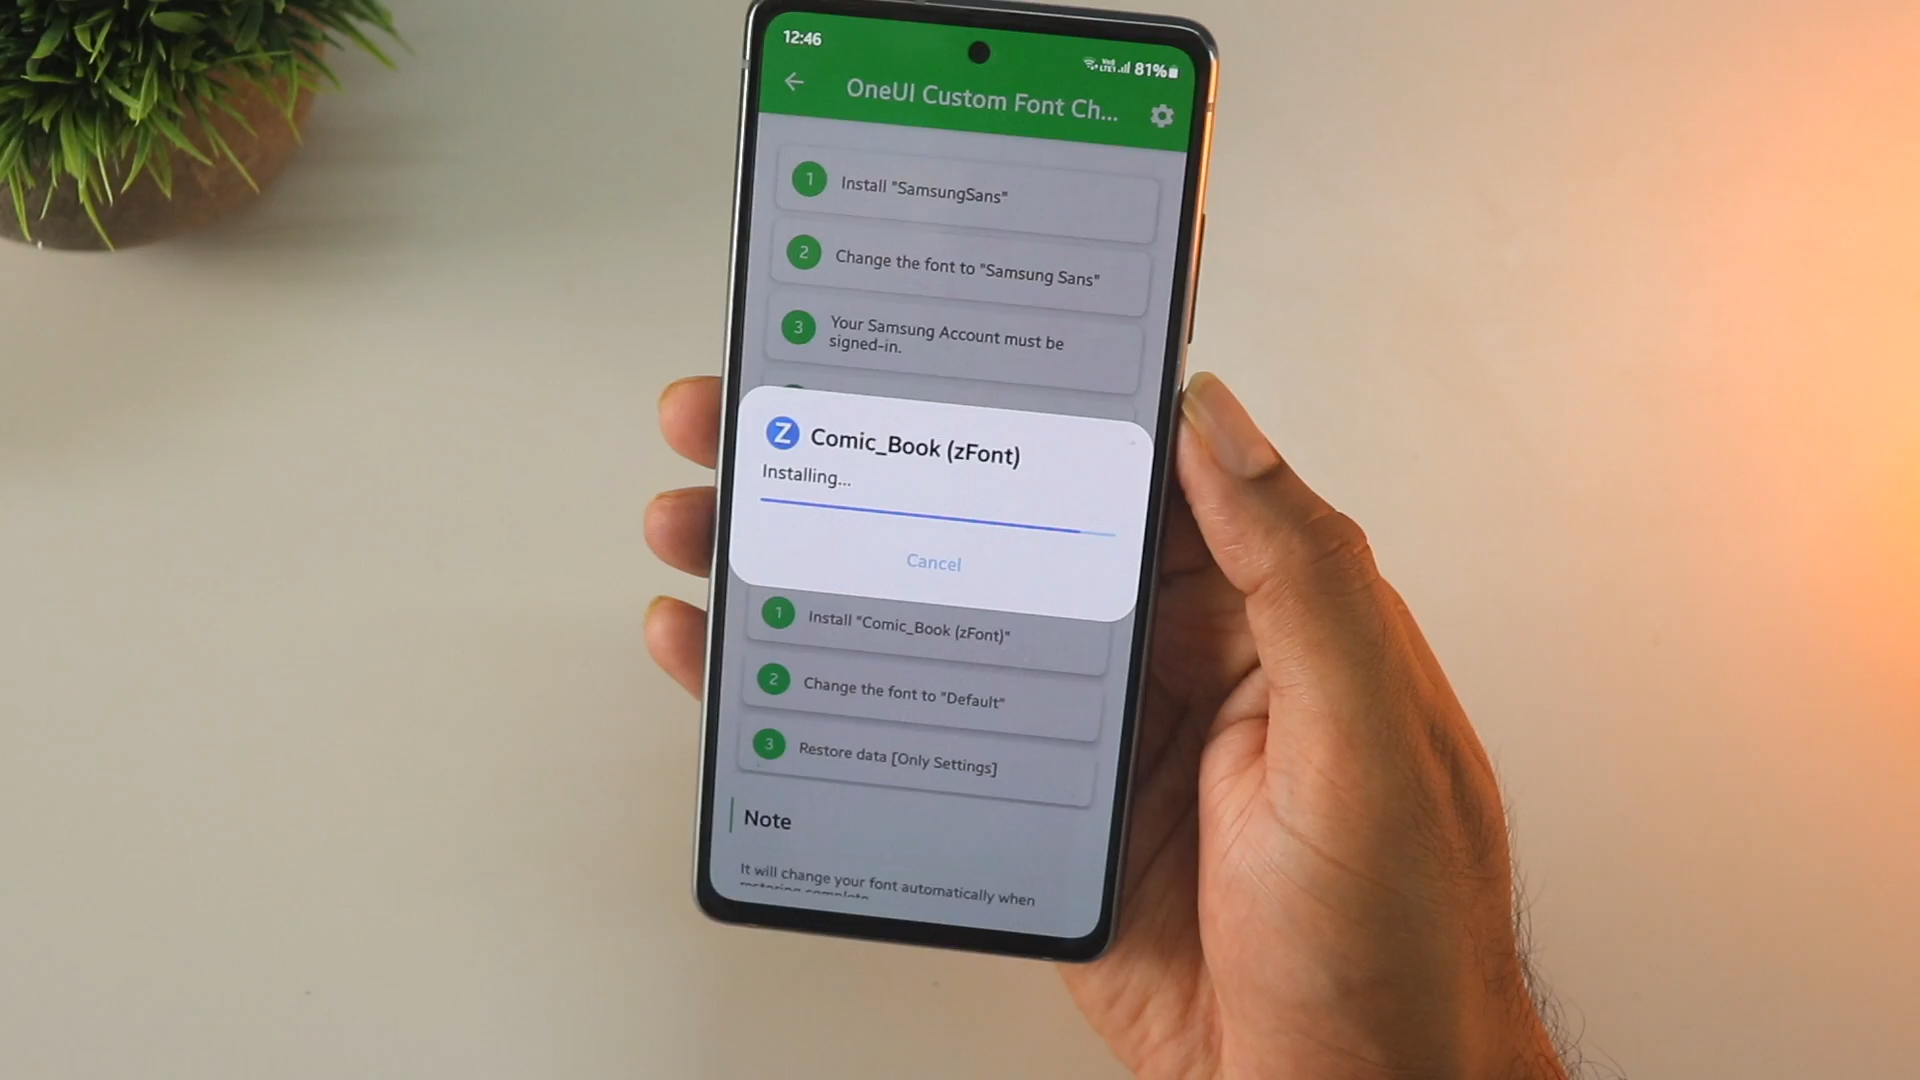 12:46
81%
OneUI Custom Font Ch...
1
Install "SamsungSans"
2
Change the font to "Samsung Sans"
3
Your Samsung Account must be
signed-in.
Z
Comic_Book (zFont)
Installing...
Cancel
1
Install "Comic_Book (zFont)"
2
Change the font to "Default"
3
Restore data [Only Settings]
Note
It will change your font automatically when
restoring complete